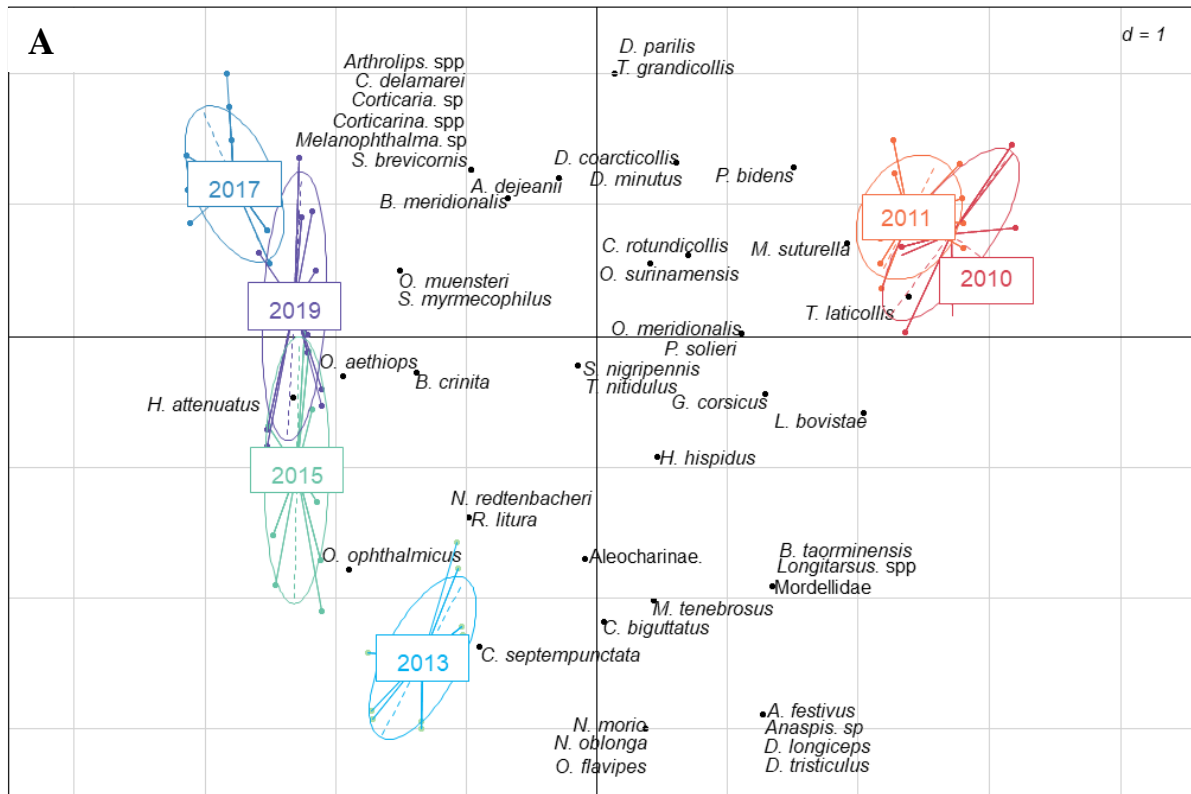 A
d = 1
D. parilis
T. grandicollis
Arthrolips. spp
C. delamarei
Corticaria. sp
Corticarina. spp
Melanophthalma. sp
S. brevicornis
A. dejeanii
B. meridionalis
D. coarcticollis
D. minutus
P. bidens
2017
2011
C. rotundicollis
O. surinamensis
M. suturella
2010
O. muensteri
S. myrmecophilus
2019
T. laticollis
O. meridionalis
P. solieri
O. aethiops
B. crinita
S. nigripennis
T. nitidulus
H. attenuatus
G. corsicus
L. bovistae
2015
H. hispidus
N. redtenbacheri
R. litura
O. ophthalmicus
Aleocharinae.
B. taorminensis
Longitarsus. spp
Mordellidae
M. tenebrosus
C. biguttatus
2013
C. septempunctata
N. morio
N. oblonga
O. flavipes
A. festivus
Anaspis. sp
D. longiceps
D. tristiculus